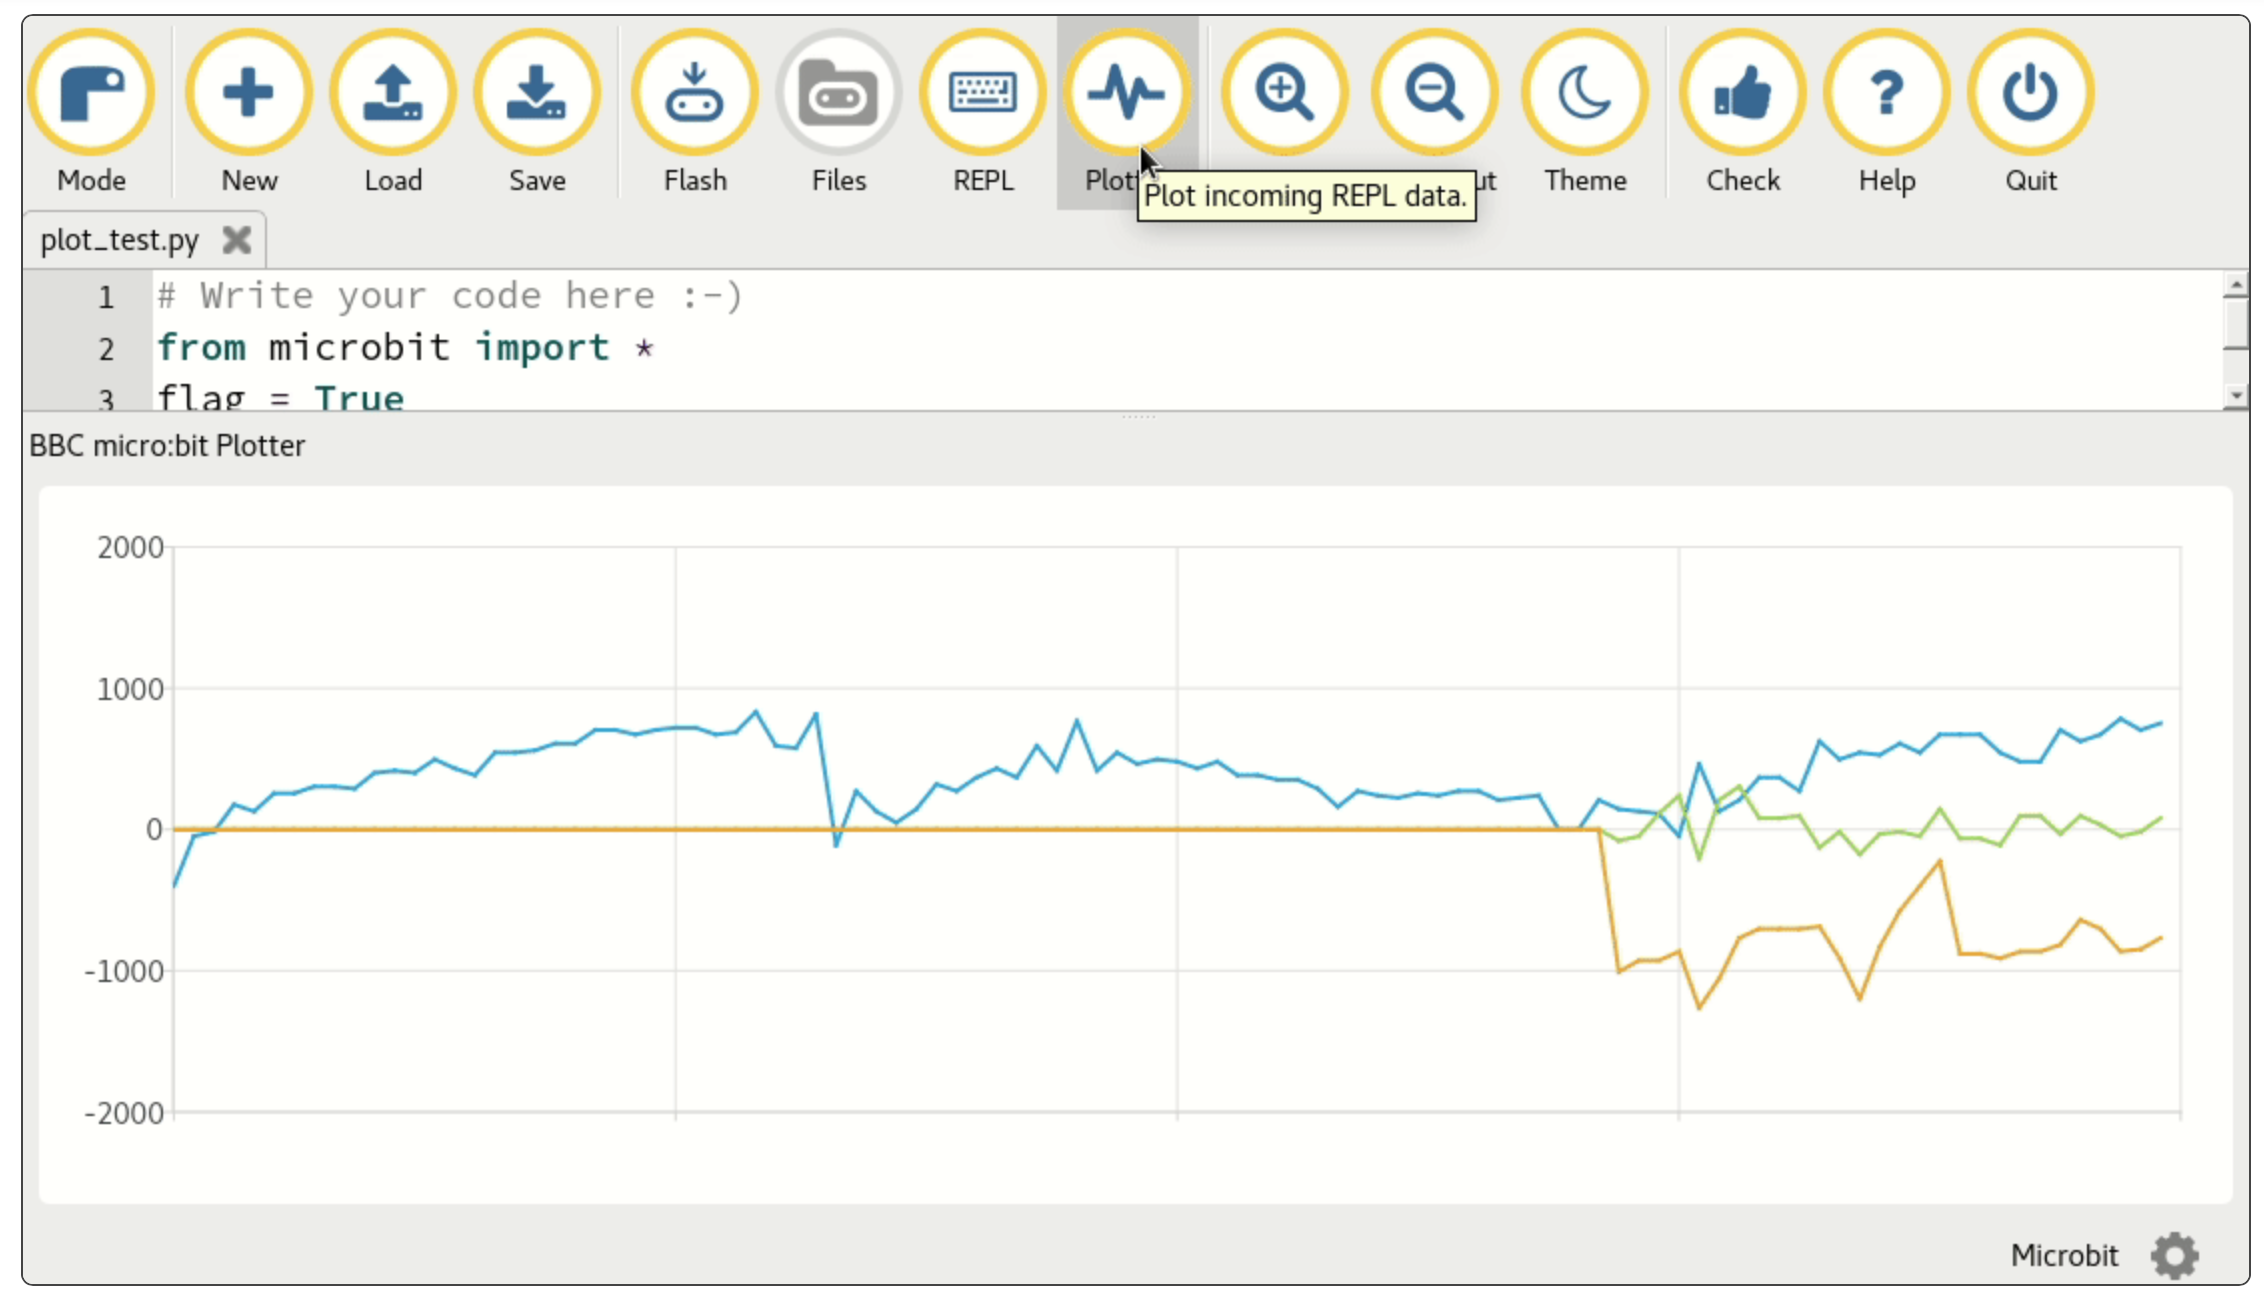 Mode New Load Save Flash Files REPL Plott ut Theme Check Help Quit
Plot incoming REPL data.
plot_test.py
1 # Write your code here :-)
2 from microbit import *
3 flag = True
BBC micro:bit Plotter
2000
1000
0
-1000
-2000
Microbit